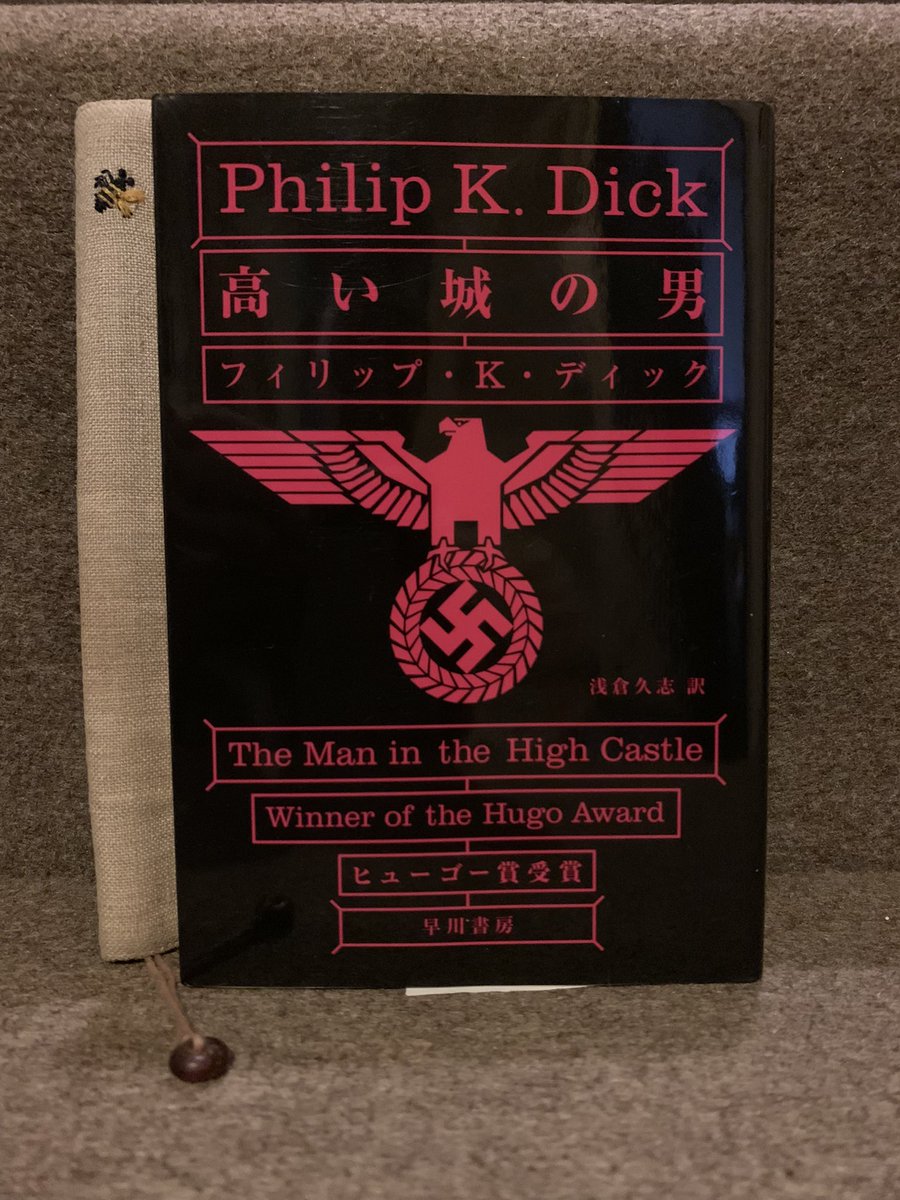 Philip K. Dick
高い城の男
フィリップ・K・ディック
浅倉久志 訳
The Man in the High Castle
Winner of the Hugo Award
ヒューゴー賞受賞
早川書房